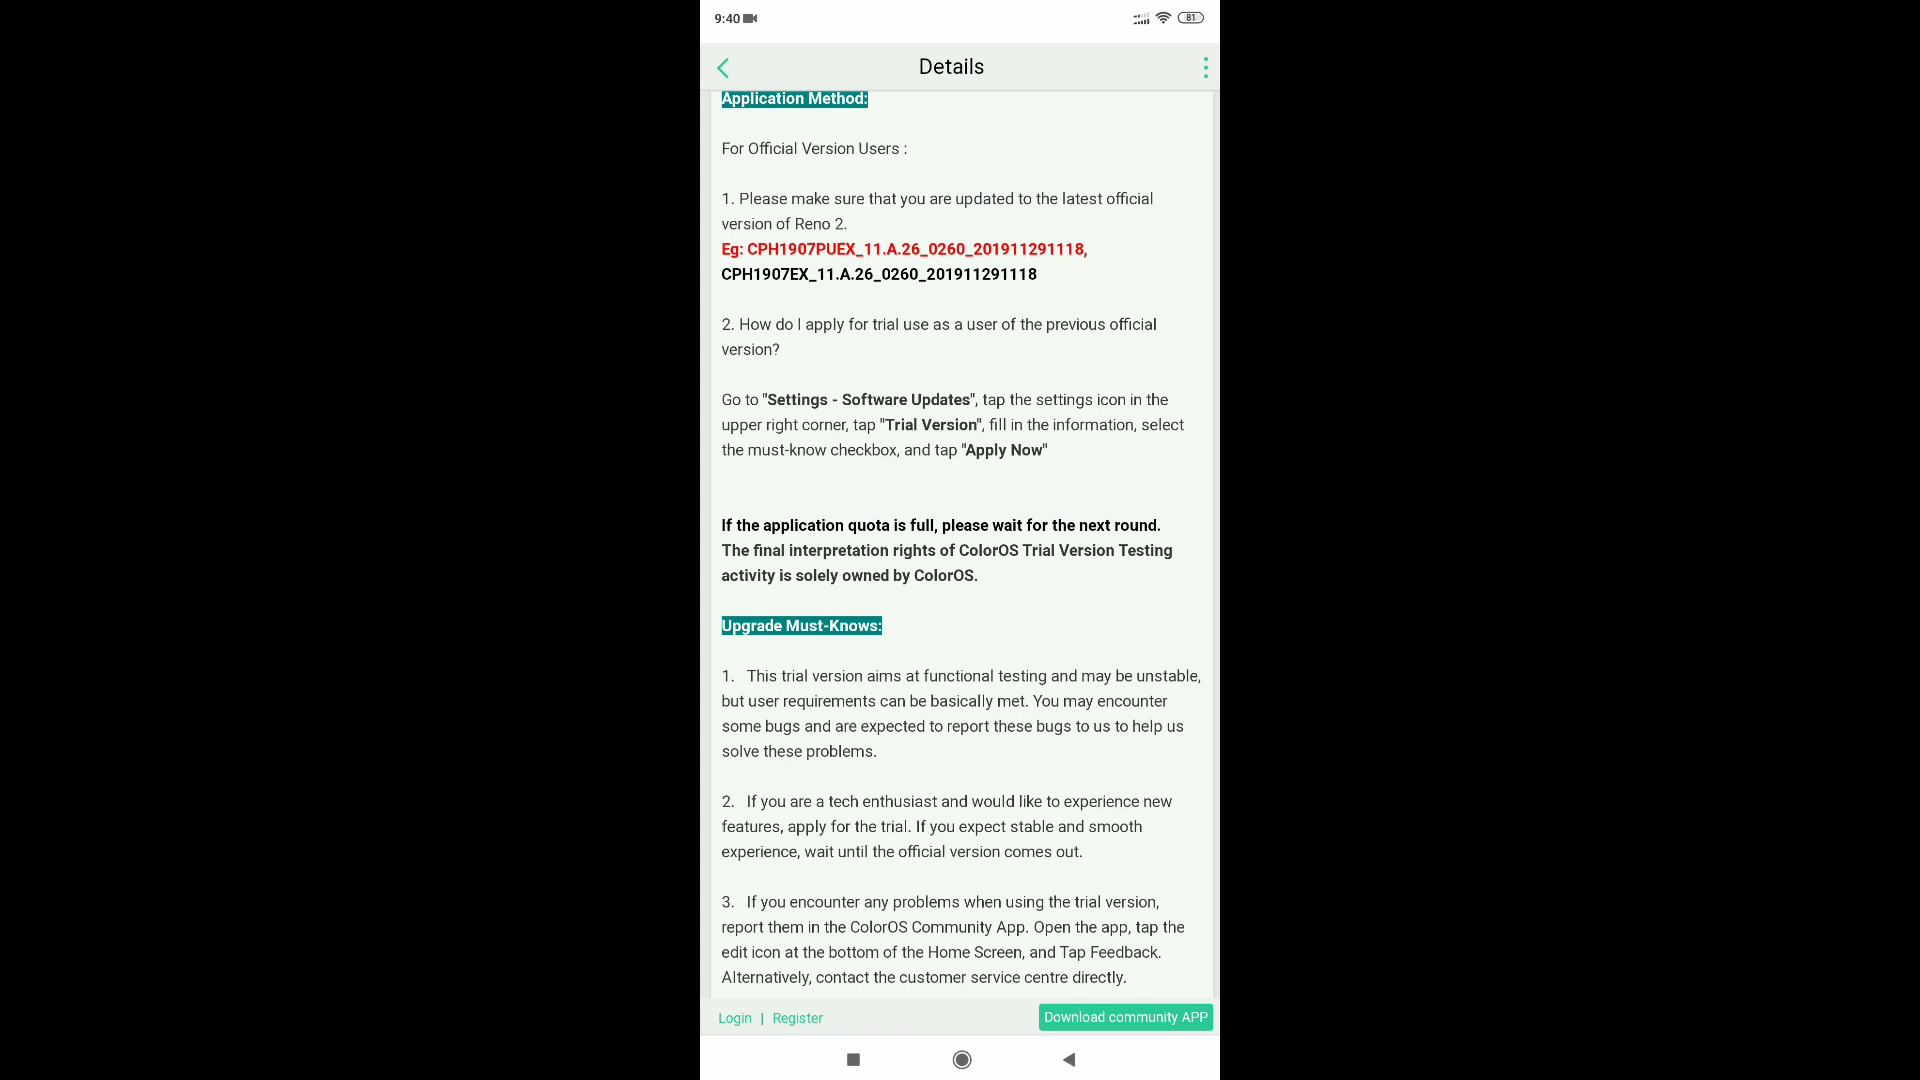 9:40
81
Details
Application Method:
For Official Version Users :
1. Please make sure that you are updated to the latest official
version of Reno 2.
Eg: CPH1907PUEX_11.A.26_0260_201911291118,
CPH1907EX_11.A.26_0260_201911291118
2. How do I apply for trial use as a user of the previous official
version?
Go to "Settings - Software Updates", tap the settings icon in the
upper right corner, tap "Trial Version", fill in the information, select
the must-know checkbox, and tap "Apply Now"
If the application quota is full, please wait for the next round.
The final interpretation rights of ColorOS Trial Version Testing
activity is solely owned by ColorOS.
Upgrade Must-Knows:
1. This trial version aims at functional testing and may be unstable,
but user requirements can be basically met. You may encounter
some bugs and are expected to report these bugs to us to help us
solve these problems.
2. If you are a tech enthusiast and would like to experience new
features, apply for the trial. If you expect stable and smooth
experience, wait until the official version comes out.
3. If you encounter any problems when using the trial version,
report them in the ColorOS Community App. Open the app, tap the
edit icon at the bottom of the Home Screen, and Tap Feedback.
Alternatively, contact the customer service centre directly.
Login | Register
Download community APP